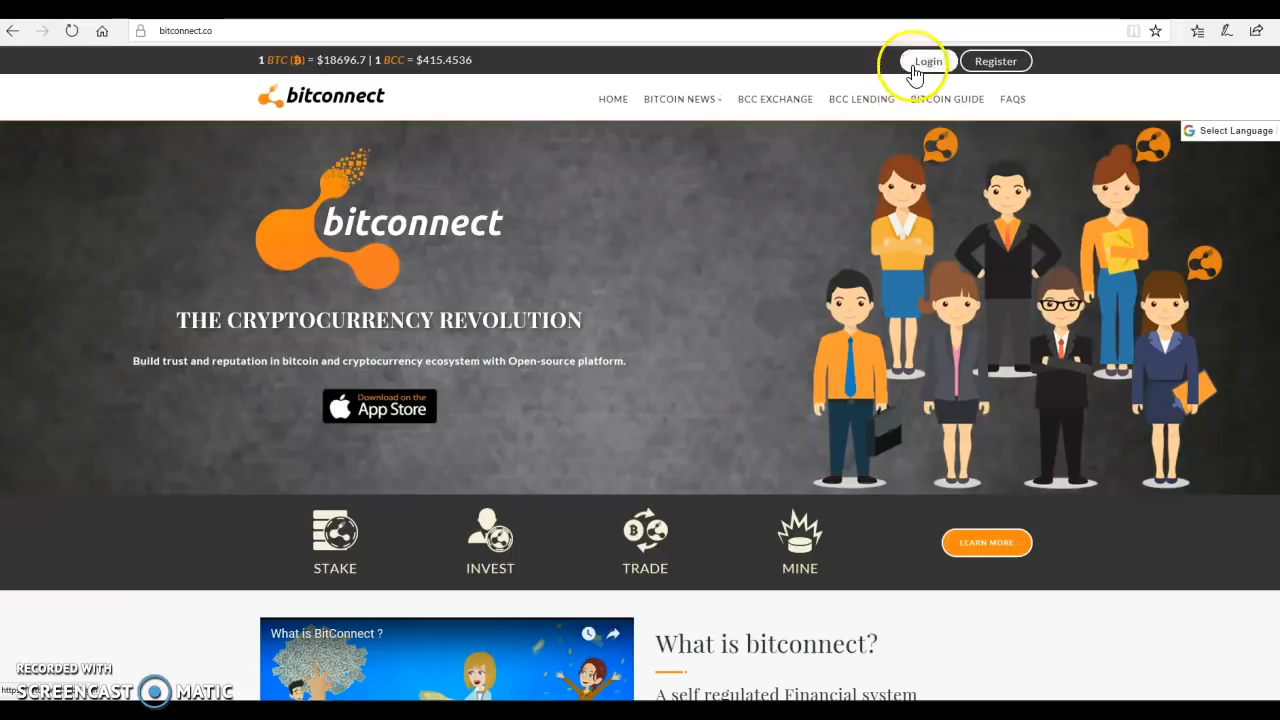 bitconnect.co
1 BTC (₿) = $18696.7 | 1 BCC = $415.4536
Login
Register
bitconnect
HOME
BITCOIN NEWS
BCC EXCHANGE
BCC LENDING
BITCOIN GUIDE
FAQS
Select Language
bitconnect
THE CRYPTOCURRENCY REVOLUTION
Build trust and reputation in bitcoin and cryptocurrency ecosystem with Open-source platform.
Download on the
App Store
STAKE
INVEST
TRADE
MINE
LEARN MORE
What is BitConnect ?
What is bitconnect?
A self regulated Financial system
RECORDED WITH
SCREENCAST MATIC